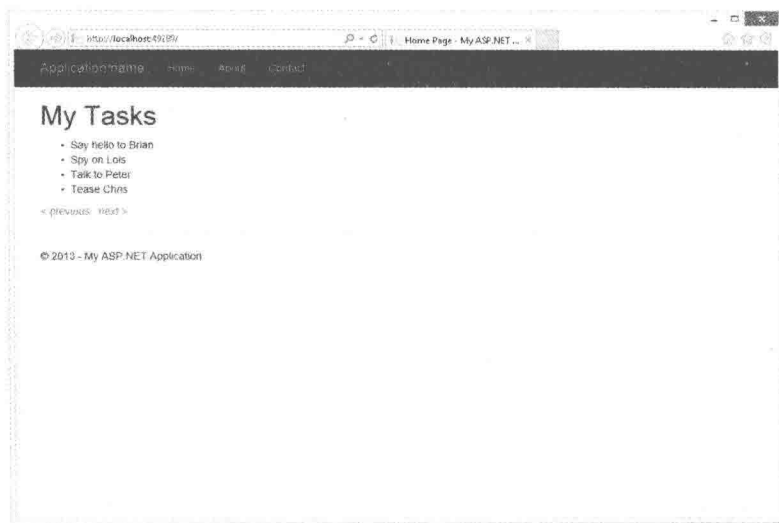 http://localhost:49289/
Home Page - My ASP.NET ...
Application name Home About Contact
My Tasks
• Say hello to Brian
• Spy on Lois
• Talk to Peter
• Tease Chris
< previous next >
© 2013 - My ASP.NET Application